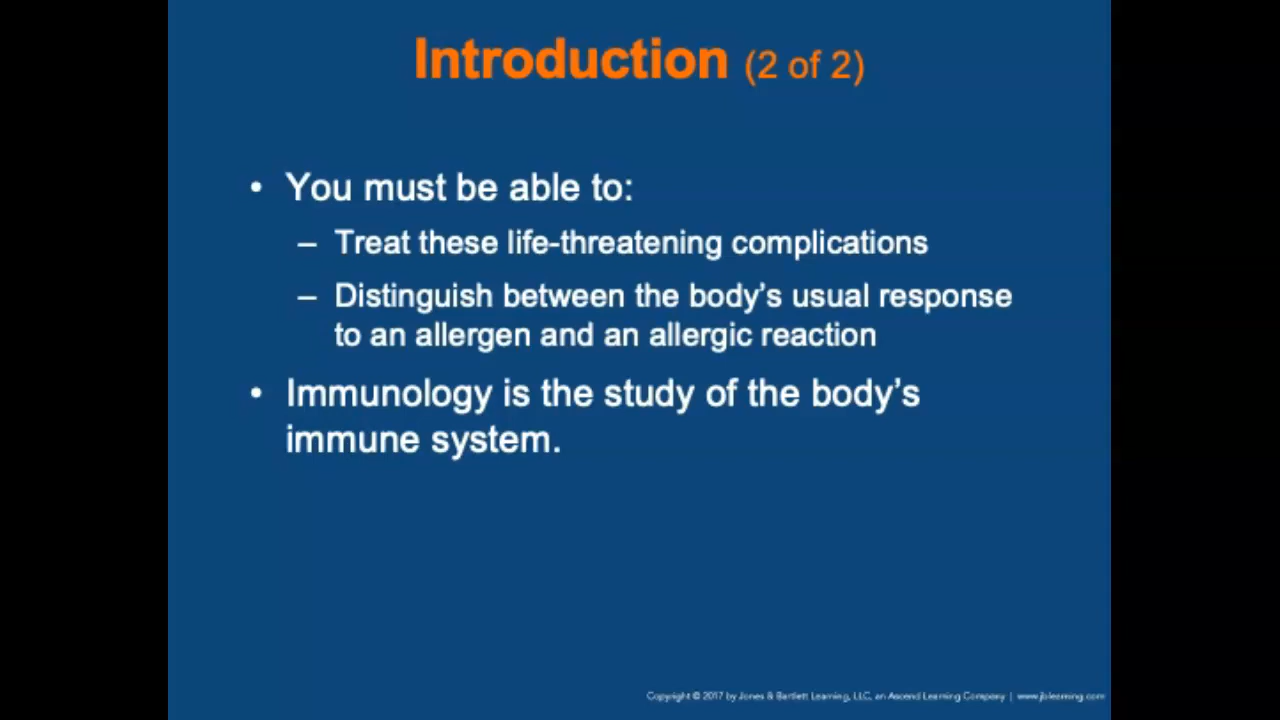 Introduction (2 of 2)
• You must be able to:
– Treat these life-threatening complications
– Distinguish between the body’s usual response
to an allergen and an allergic reaction
• Immunology is the study of the body’s
immune system.
Copyright © 2017 by Jones & Bartlett Learning, LLC, an Ascend Learning Company | www.jblearning.com